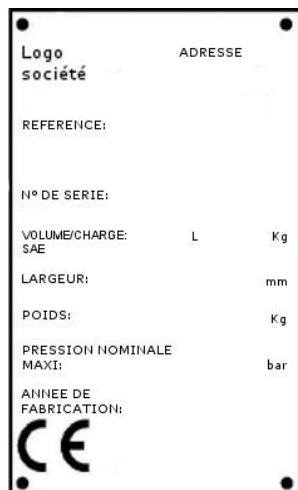 Logo ADRESSE
société
REFERENCE:
Nº DE SERIE:
VOLUME/CHARGE: L Kg
SAE
LARGEUR: mm
POIDS: Kg
PRESSION NOMINALE
MAXI: bar
ANNEE DE
FABRICATION:
CE